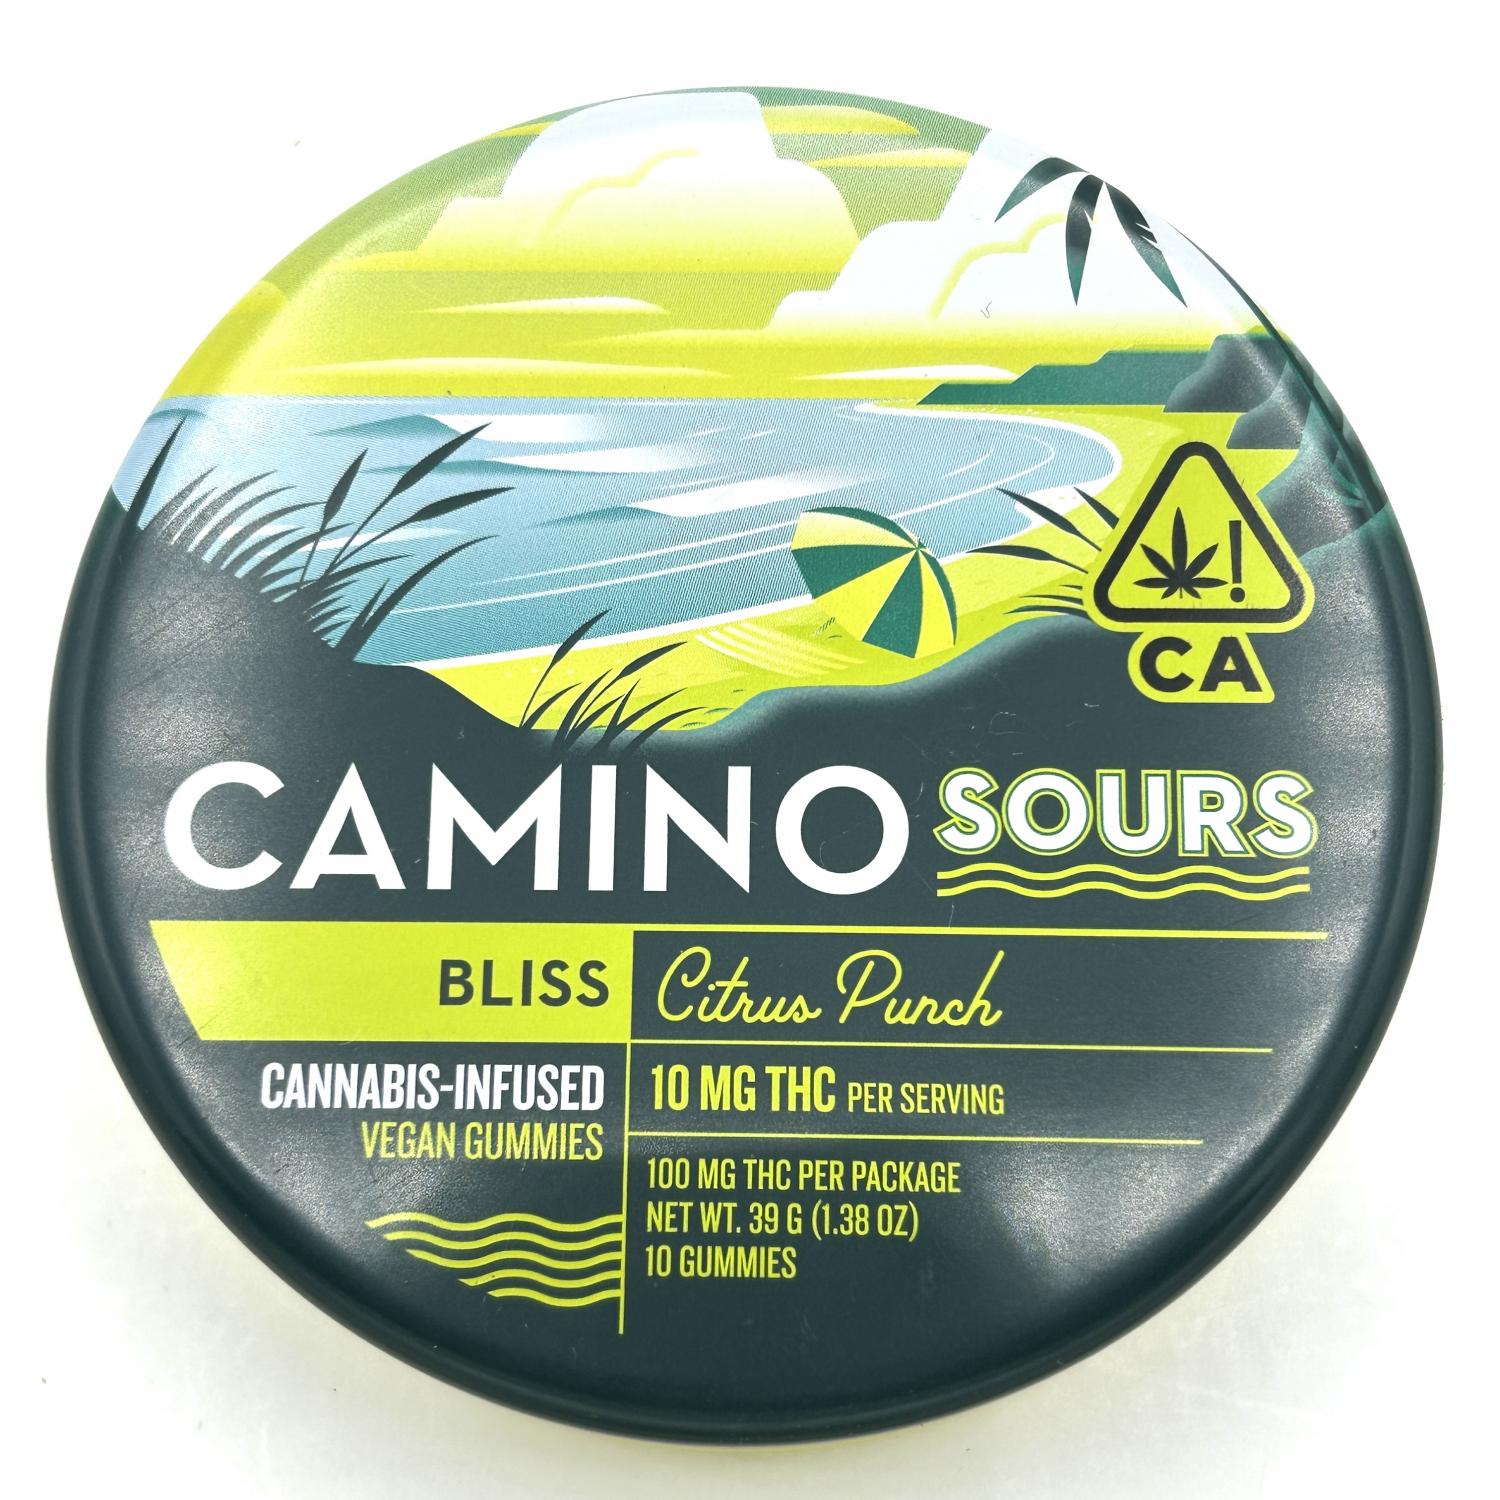 !
CA
CAMINO SOURS
BLISS
Citrus Punch
CANNABIS-INFUSED
VEGAN GUMMIES
10 MG THC PER SERVING
100 MG THC PER PACKAGE
NET WT. 39 G (1.38 OZ)
10 GUMMIES